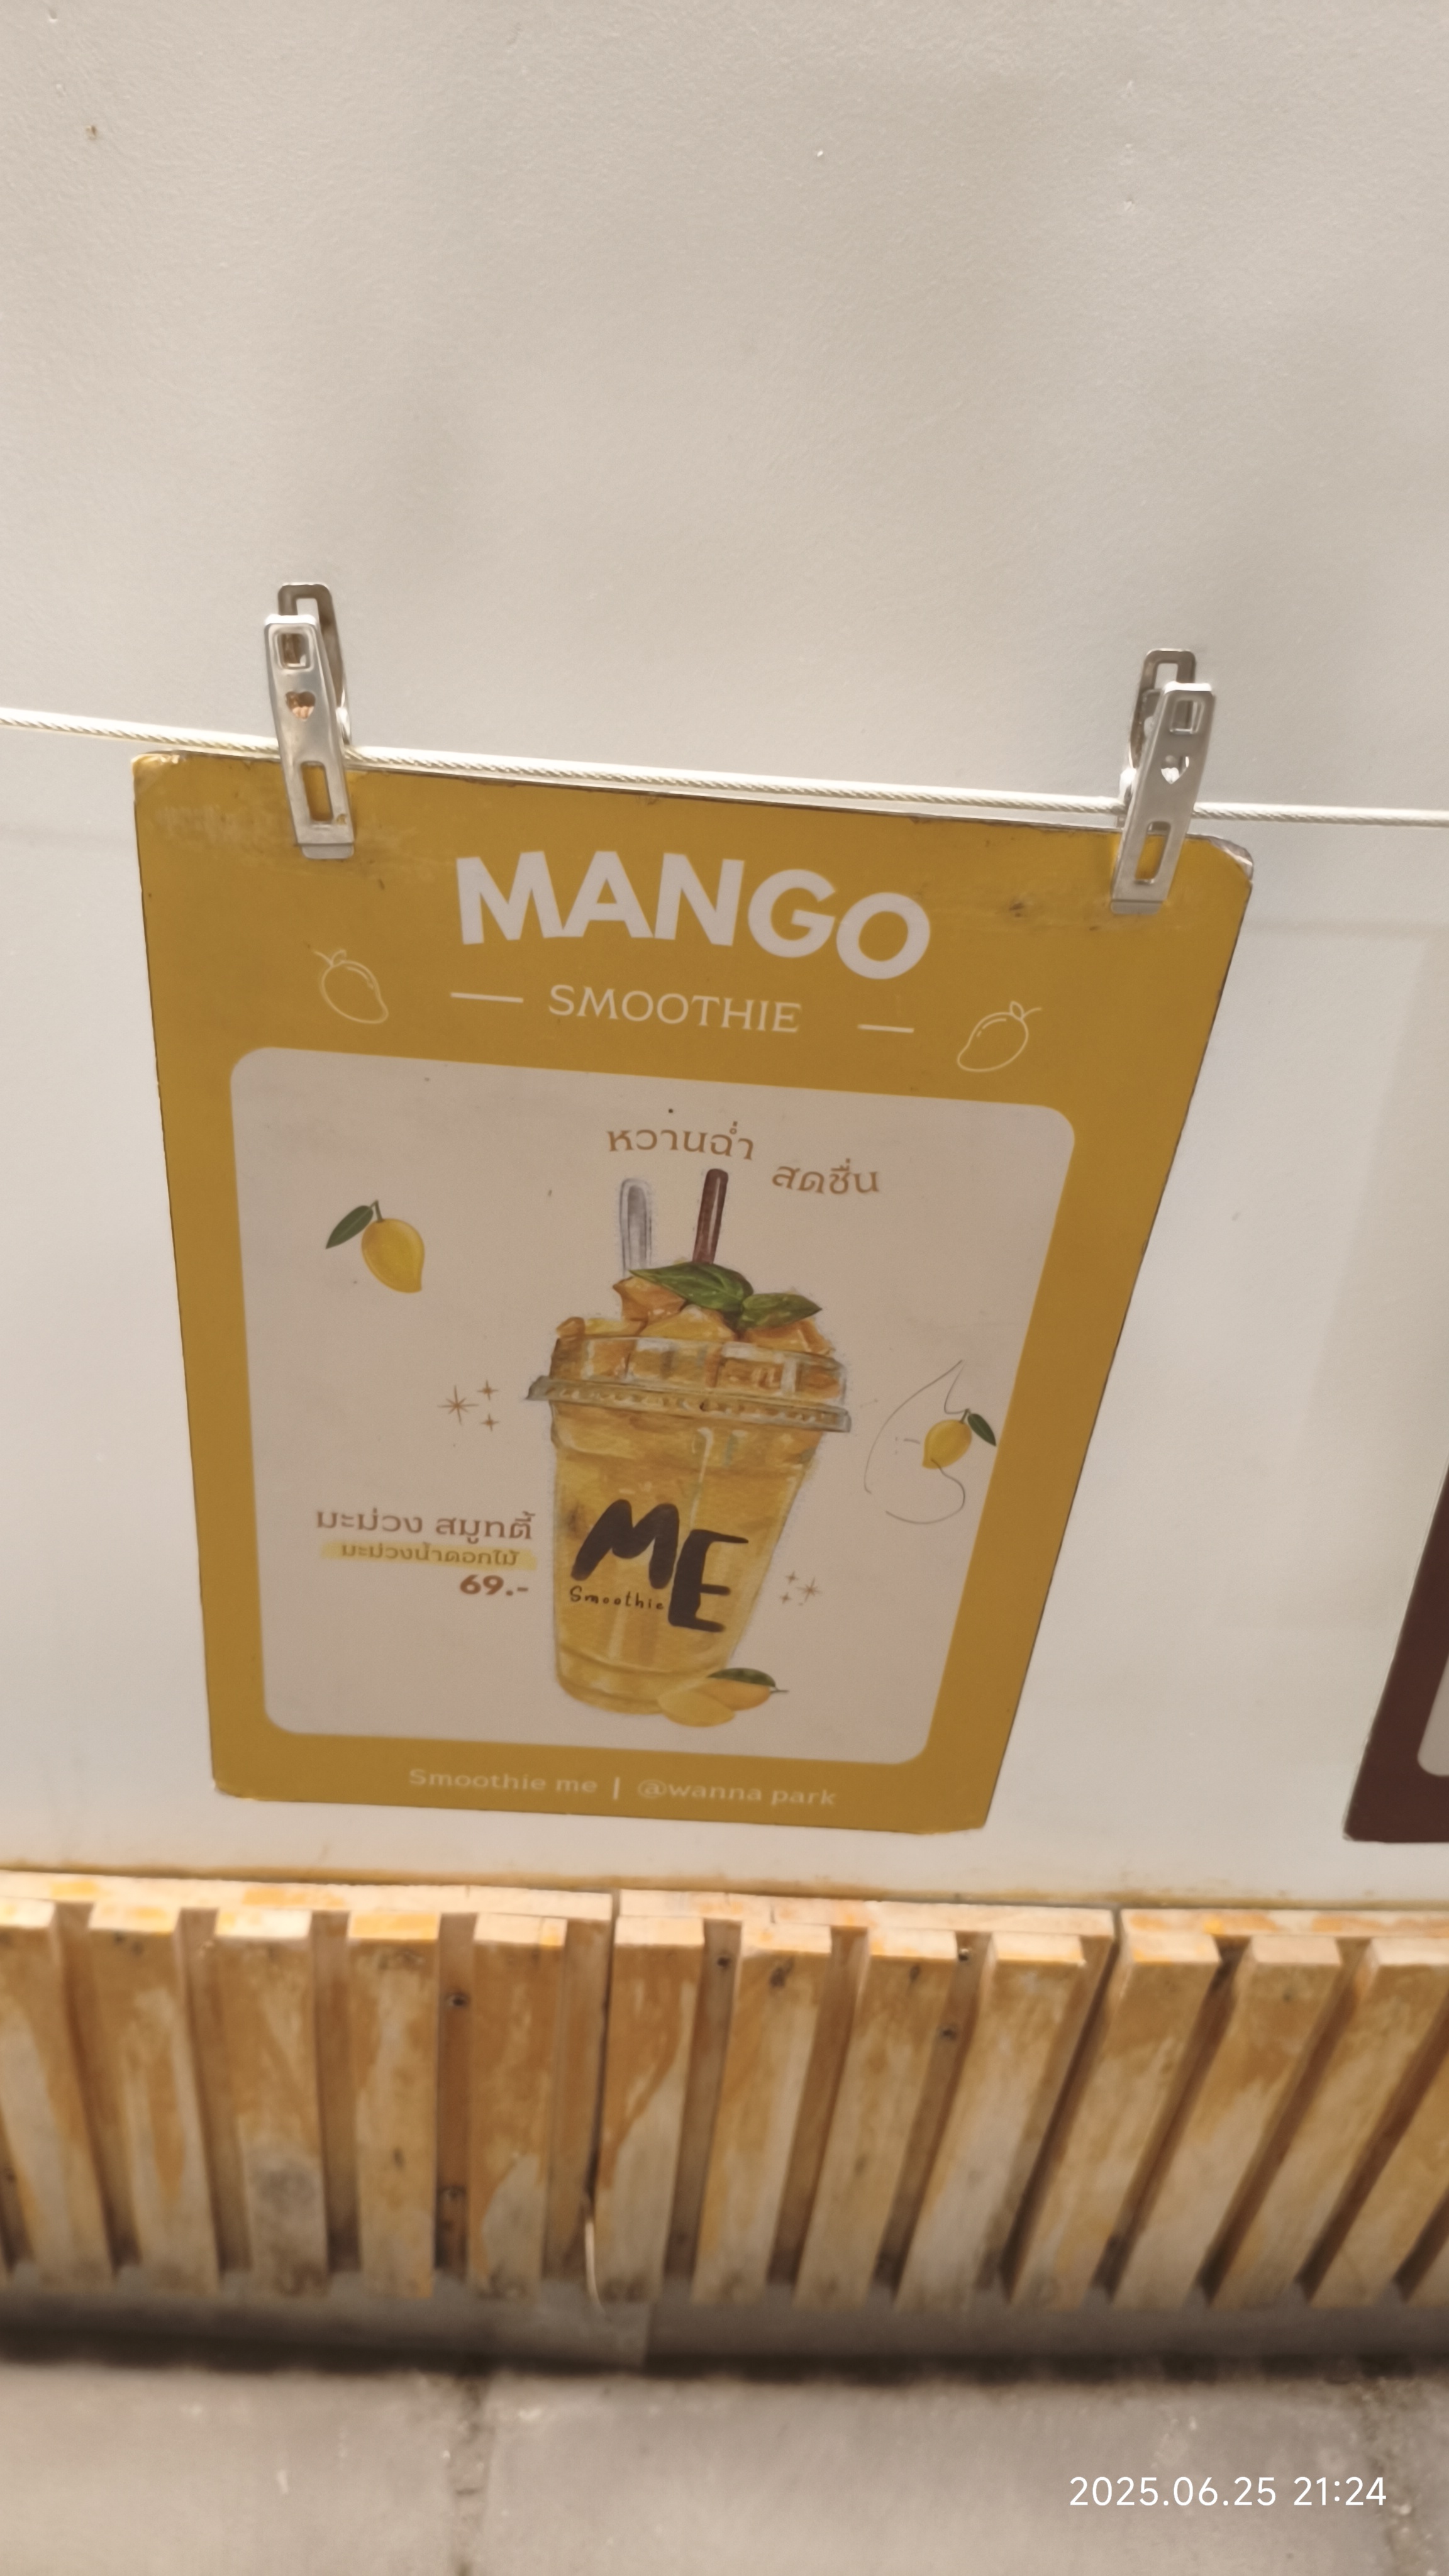 MANGO
SMOOTHIE
หวานฉ่ำ สดชื่น
มะม่วง สมูทตี้
มะม่วงน้ำดอกไม้
69.-
ME
Smoothie
Smoothie me | @wanna park
2025.06.25 21:24